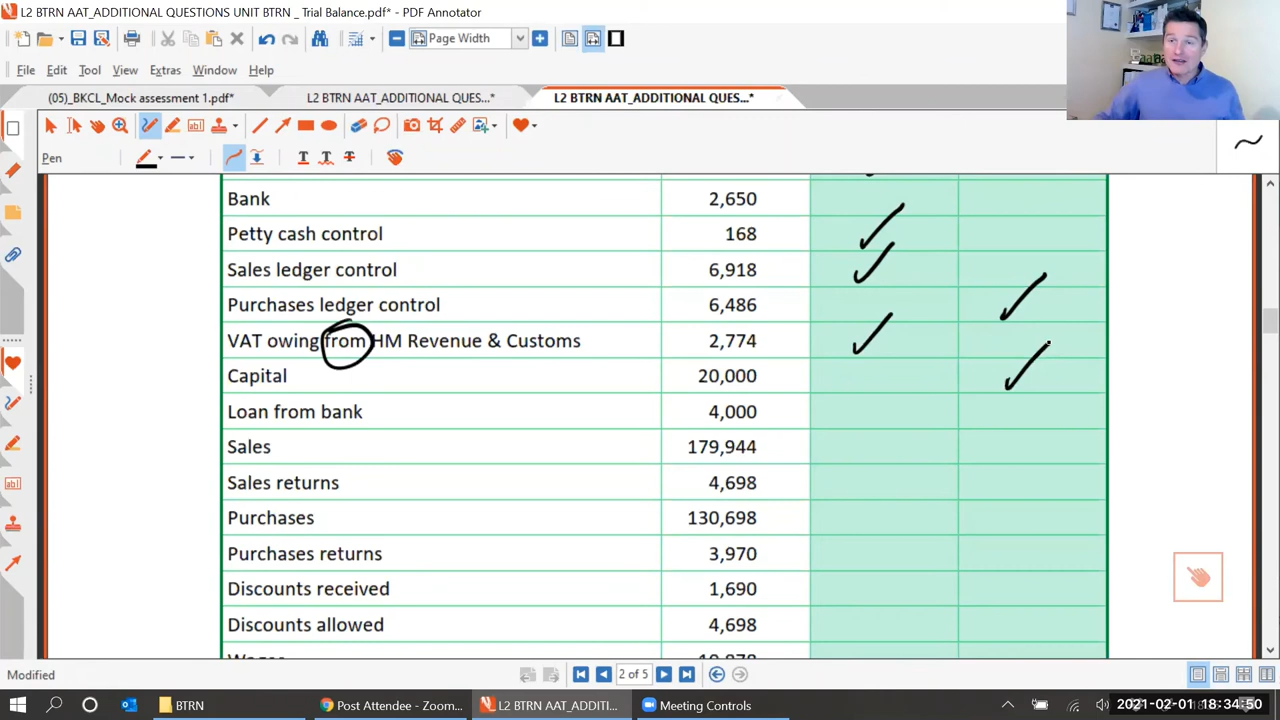 L2 BTRN AAT_ADDITIONAL QUESTIONS UNIT BTRN _ Trial Balance.pdf* - PDF Annotator
Page Width
File Edit Tool View Extras Window Help
(05)_BKCL_Mock assessment 1.pdf* L2 BTRN AAT_ADDITIONAL QUES...* L2 BTRN AAT_ADDITIONAL QUES...*
Pen
Bank 2,650
Petty cash control 168
Sales ledger control 6,918
Purchases ledger control 6,486
VAT owing from HM Revenue & Customs 2,774
Capital 20,000
Loan from bank 4,000
Sales 179,944
Sales returns 4,698
Purchases 130,698
Purchases returns 3,970
Discounts received 1,690
Discounts allowed 4,698
Modified 2 of 5
BTRN Post Attendee - Zoom... L2 BTRN AAT_ADDITI... Meeting Controls 2021-02-01 18:34:50